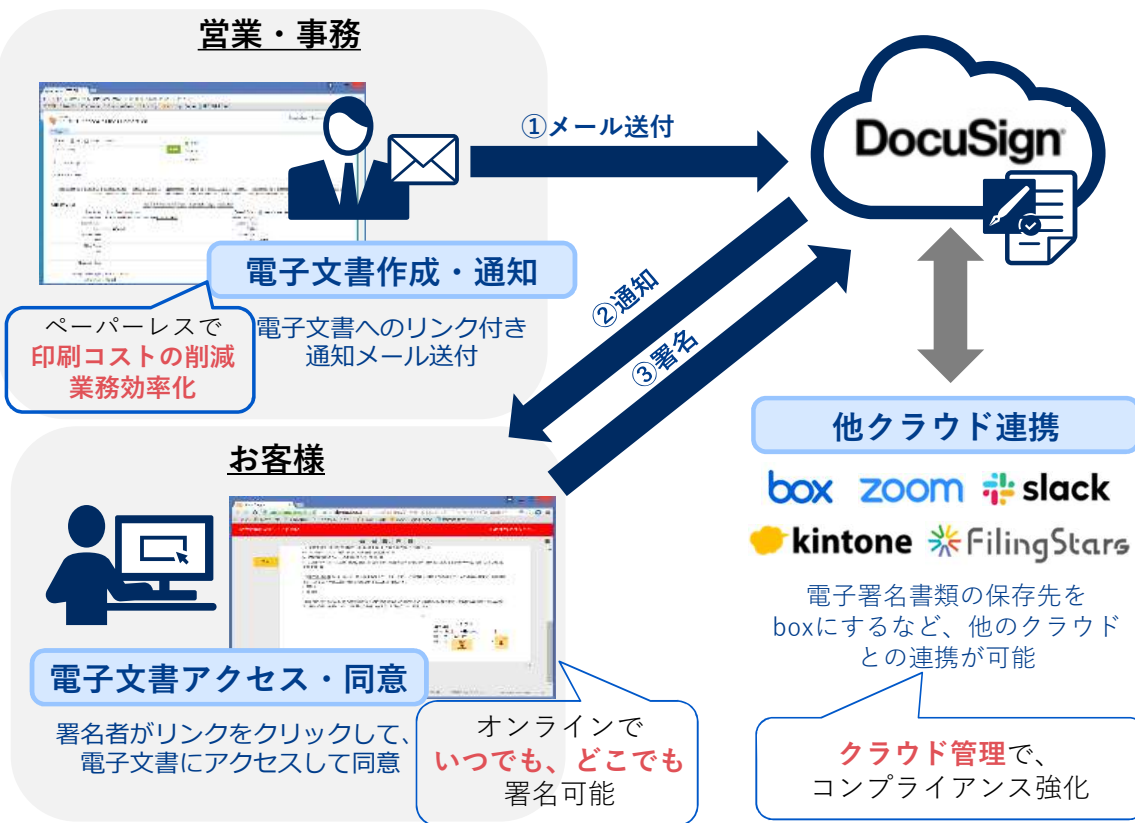 営業・事務
①メール送付
DocuSign
電子文書作成・通知
電子文書へのリンク付き
通知メール送付
ペーパーレスで
印刷コストの削減
業務効率化
②通知
③署名
お客様
電子文書アクセス・同意
署名者がリンクをクリックして、
電子文書にアクセスして同意
オンラインで
いつでも、どこでも
署名可能
他クラウド連携
box zoom slack
kintone FilingStars
電子署名書類の保存先を
boxにするなど、他のクラウド
との連携が可能
クラウド管理で、
コンプライアンス強化